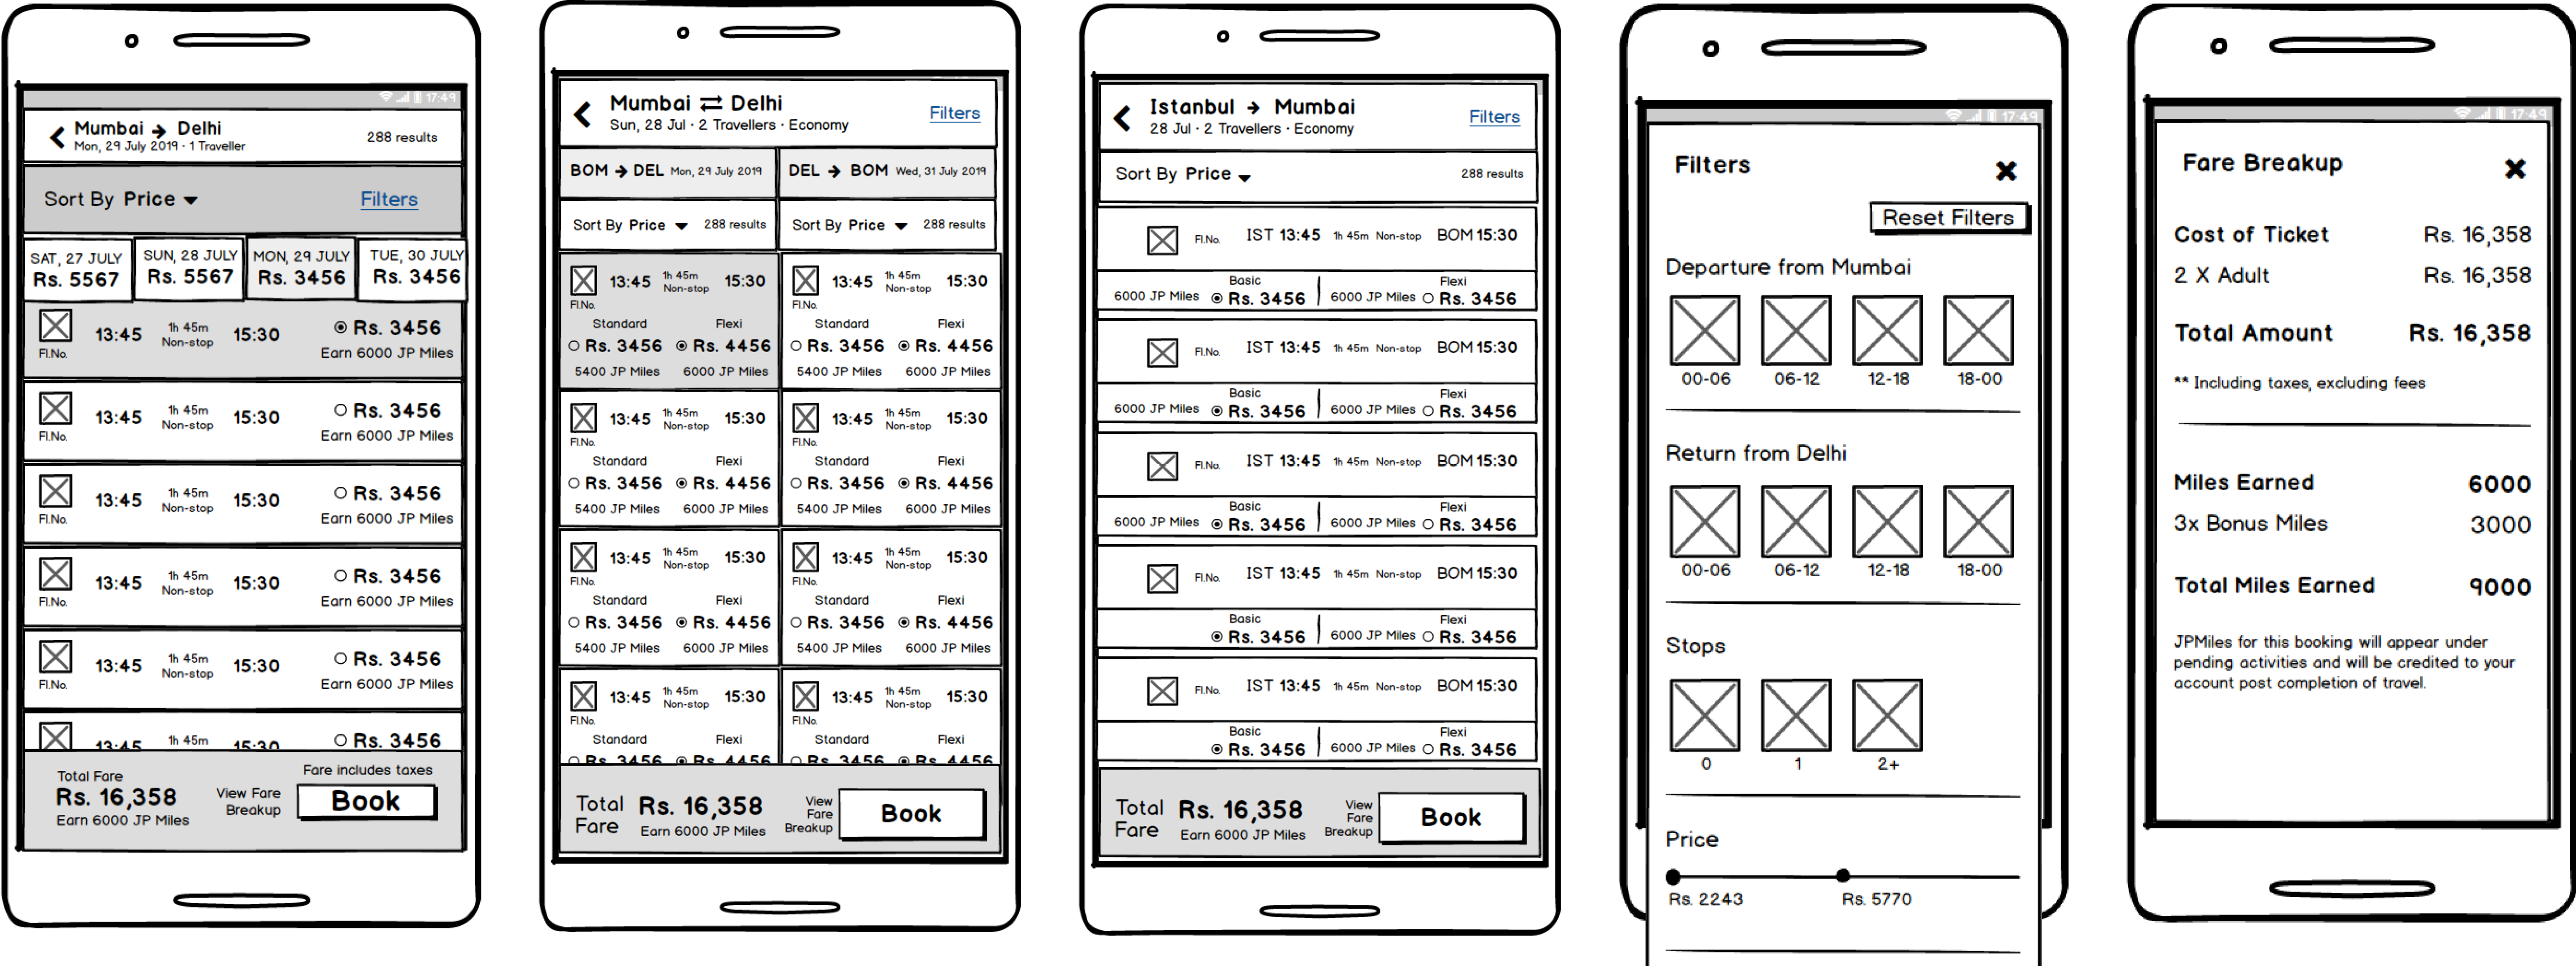 17:49
Mumbai → Delhi
Mon, 29 July 2019 · 1 Traveller
288 results
Sort By Price
Filters
SAT, 27 JULY
Rs. 5567
SUN, 28 JULY
Rs. 5567
MON, 29 JULY
Rs. 3456
TUE, 30 JULY
Rs. 3456
13:45 1h 45m 15:30 Rs. 3456
Fl.No. Non-stop Earn 6000 JP Miles
13:45 1h 45m 15:30 Rs. 3456
Fl.No. Non-stop Earn 6000 JP Miles
13:45 1h 45m 15:30 Rs. 3456
Fl.No. Non-stop Earn 6000 JP Miles
13:45 1h 45m 15:30 Rs. 3456
Fl.No. Non-stop Earn 6000 JP Miles
13:45 1h 45m 15:30 Rs. 3456
Fl.No. Non-stop Earn 6000 JP Miles
13:45 1h 45m 15:30 Rs. 3456
Total Fare
Rs. 16,358
Earn 6000 JP Miles
View Fare
Breakup
Fare includes taxes
Book
Mumbai ⇄ Delhi
Sun, 28 Jul · 2 Travellers · Economy
Filters
BOM → DEL Mon, 29 July 2019
DEL → BOM Wed, 31 July 2019
Sort By Price 288 results
Sort By Price 288 results
13:45 1h 45m 15:30 13:45 1h 45m 15:30
Non-stop Non-stop
Fl.No. Fl.No.
Standard Flexi Standard Flexi
Rs. 3456 Rs. 4456 Rs. 3456 Rs. 4456
5400 JP Miles 6000 JP Miles 5400 JP Miles 6000 JP Miles
13:45 1h 45m 15:30 13:45 1h 45m 15:30
Non-stop Non-stop
Fl.No. Fl.No.
Standard Flexi Standard Flexi
Rs. 3456 Rs. 4456 Rs. 3456 Rs. 4456
5400 JP Miles 6000 JP Miles 5400 JP Miles 6000 JP Miles
13:45 1h 45m 15:30 13:45 1h 45m 15:30
Non-stop Non-stop
Fl.No. Fl.No.
Standard Flexi Standard Flexi
Rs. 3456 Rs. 4456 Rs. 3456 Rs. 4456
5400 JP Miles 6000 JP Miles 5400 JP Miles 6000 JP Miles
13:45 1h 45m 15:30 13:45 1h 45m 15:30
Non-stop Non-stop
Fl.No. Fl.No.
Standard Flexi Standard Flexi
Rs. 3456 Rs. 4456 Rs. 3456 Rs. 4456
Total
Fare
Rs. 16,358
Earn 6000 JP Miles
View
Fare
Breakup
Book
Istanbul → Mumbai
28 Jul · 2 Travellers · Economy
Filters
Sort By Price 288 results
Fl.No. IST 13:45 1h 45m Non-stop BOM 15:30
Basic Flexi
6000 JP Miles Rs. 3456 6000 JP Miles Rs. 3456
Fl.No. IST 13:45 1h 45m Non-stop BOM 15:30
Basic Flexi
6000 JP Miles Rs. 3456 6000 JP Miles Rs. 3456
Fl.No. IST 13:45 1h 45m Non-stop BOM 15:30
Basic Flexi
6000 JP Miles Rs. 3456 6000 JP Miles Rs. 3456
Fl.No. IST 13:45 1h 45m Non-stop BOM 15:30
Basic Flexi
Rs. 3456 6000 JP Miles Rs. 3456
Fl.No. IST 13:45 1h 45m Non-stop BOM 15:30
Basic Flexi
Rs. 3456 6000 JP Miles Rs. 3456
Total
Fare
Rs. 16,358
Earn 6000 JP Miles
View
Fare
Breakup
Book
17:49
Filters
Reset Filters
Departure from Mumbai
00-06 06-12 12-18 18-00
Return from Delhi
00-06 06-12 12-18 18-00
Stops
0 1 2+
Price
Rs. 2243 Rs. 5770
17:49
Fare Breakup
Cost of Ticket Rs. 16,358
2 X Adult Rs. 16,358
Total Amount Rs. 16,358
** Including taxes, excluding fees
Miles Earned 6000
3x Bonus Miles 3000
Total Miles Earned 9000
JPMiles for this booking will appear under
pending activities and will be credited to your
account post completion of travel.